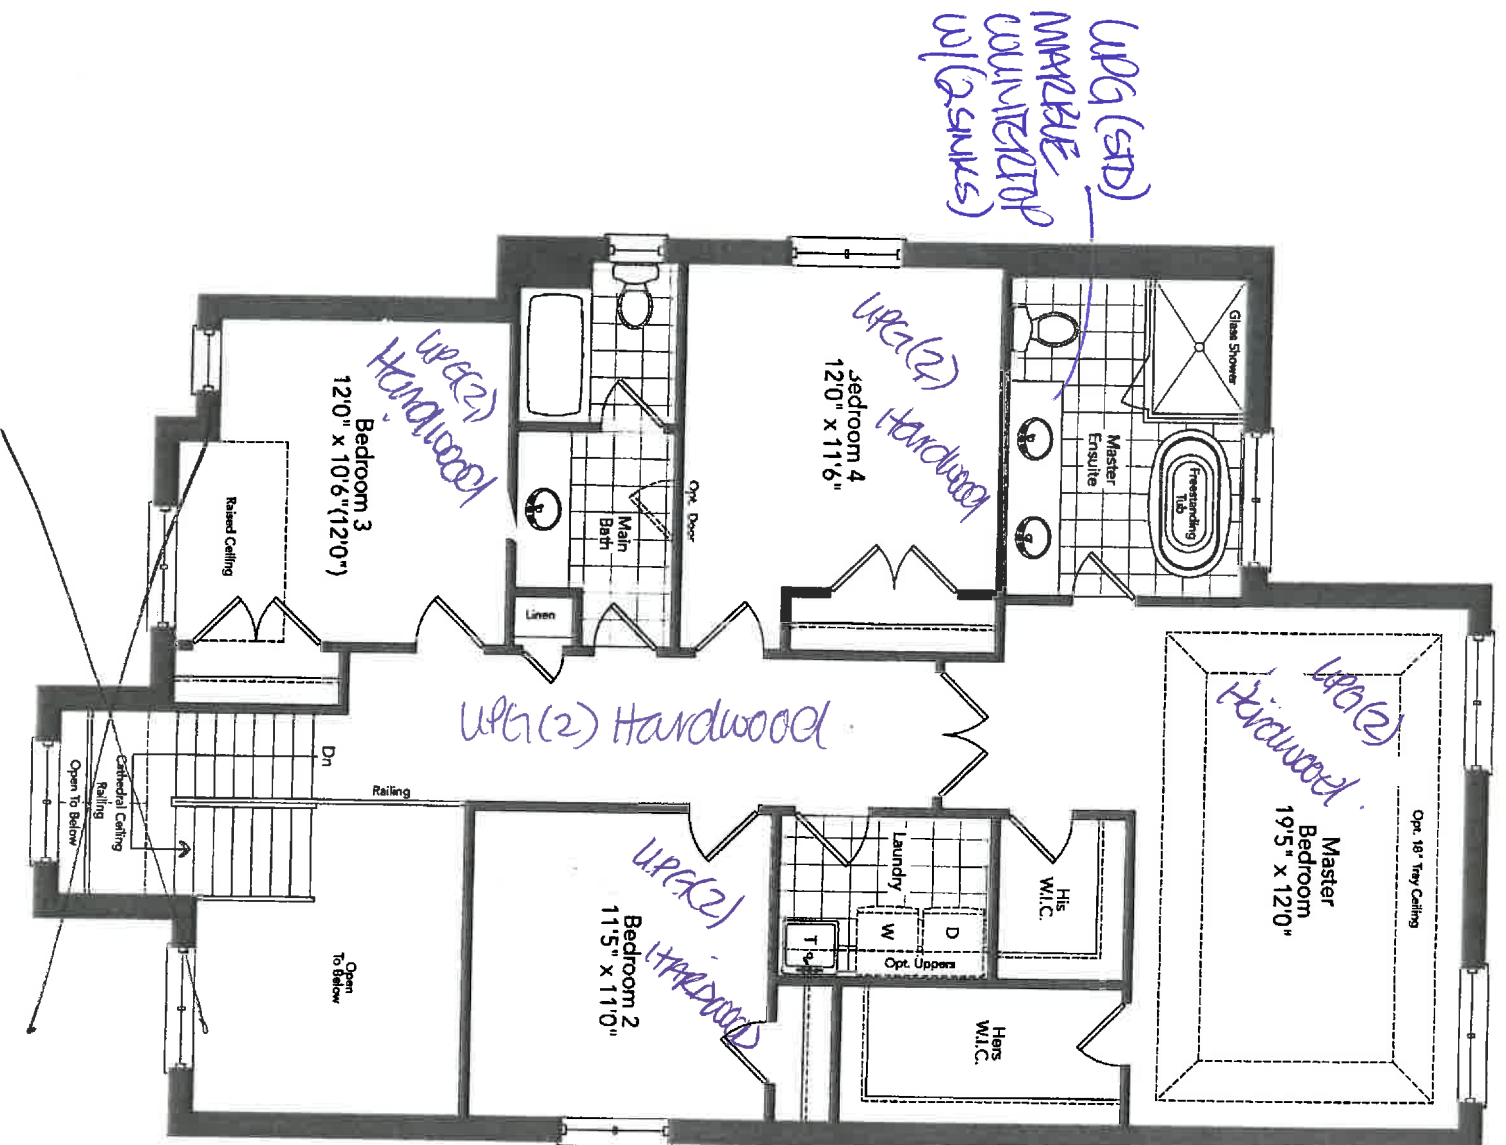 UPG(STD)
MARBLE
COUNTERTOP
W/(2SINKS)
Glass Shower
Master
Ensuite
Freestanding
Tub
UPG(2)
Hardwood
Bedroom 4
12'0" x 11'6"
Opt. Door
Main
Bath
Linen
UPG(2)
Hardwood
Bedroom 3
12'0" x 10'6"(12'0")
Raised Ceiling
UPG(2) Hardwood
Dn
Railing
Cathedral Ceiling
Railing
Open To Below
Open
To Below
UPG(2)
HARDWOOD
Bedroom 2
11'5" x 11'0"
Laundry
W
D
T
Opt. Uppers
His
W.I.C.
Hers
W.I.C.
UPG(2)
Hardwood
Master
Bedroom
19'5" x 12'0"
Opt. 18" Tray Ceiling